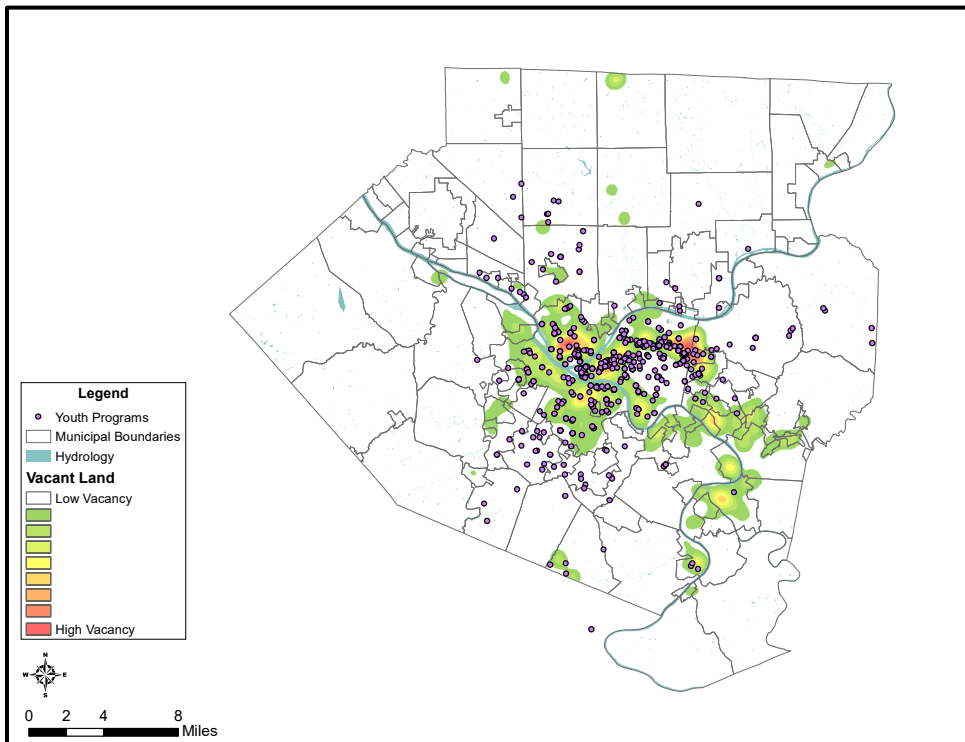 Legend
Youth Programs
Municipal Boundaries
Hydrology
Vacant Land
Low Vacancy
High Vacancy
N
W E
S
0 2 4 8
Miles